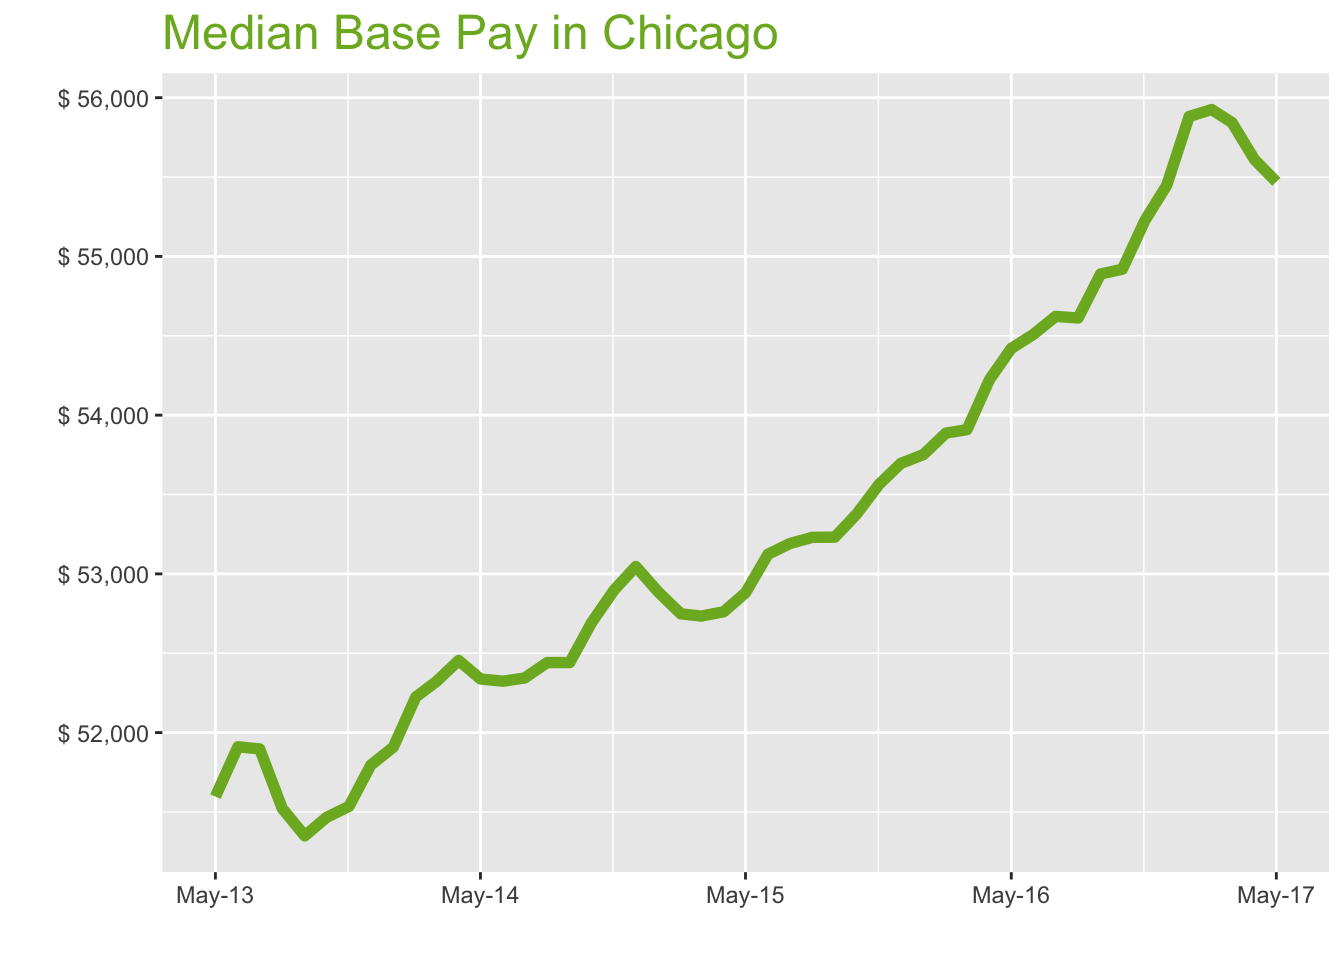 Median Base Pay in Chicago
$ 56,000
$ 55,000
$ 54,000
$ 53,000
$ 52,000
May-13 May-14 May-15 May-16 May-17